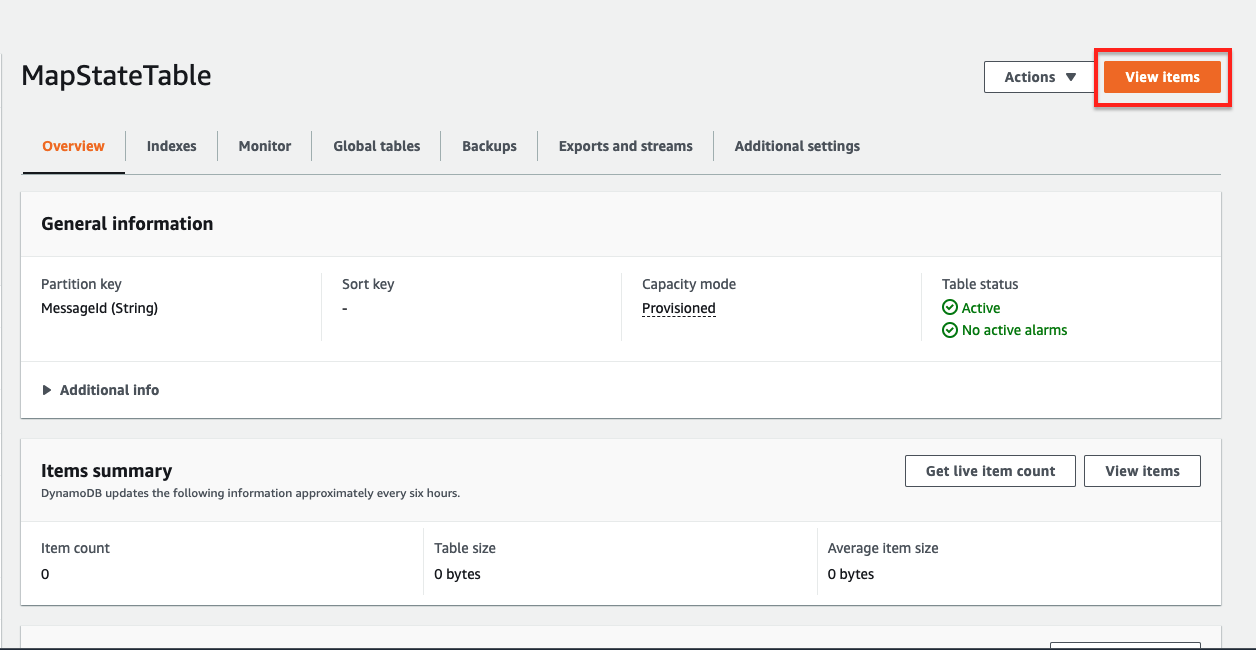 MapStateTable
Actions ▼
View items
Overview
Indexes
Monitor
Global tables
Backups
Exports and streams
Additional settings
General information
Partition key
MessageId (String)
Sort key
-
Capacity mode
Provisioned
Table status
Active
No active alarms
Additional info
Items summary
DynamoDB updates the following information approximately every six hours.
Get live item count
View items
Item count
0
Table size
0 bytes
Average item size
0 bytes